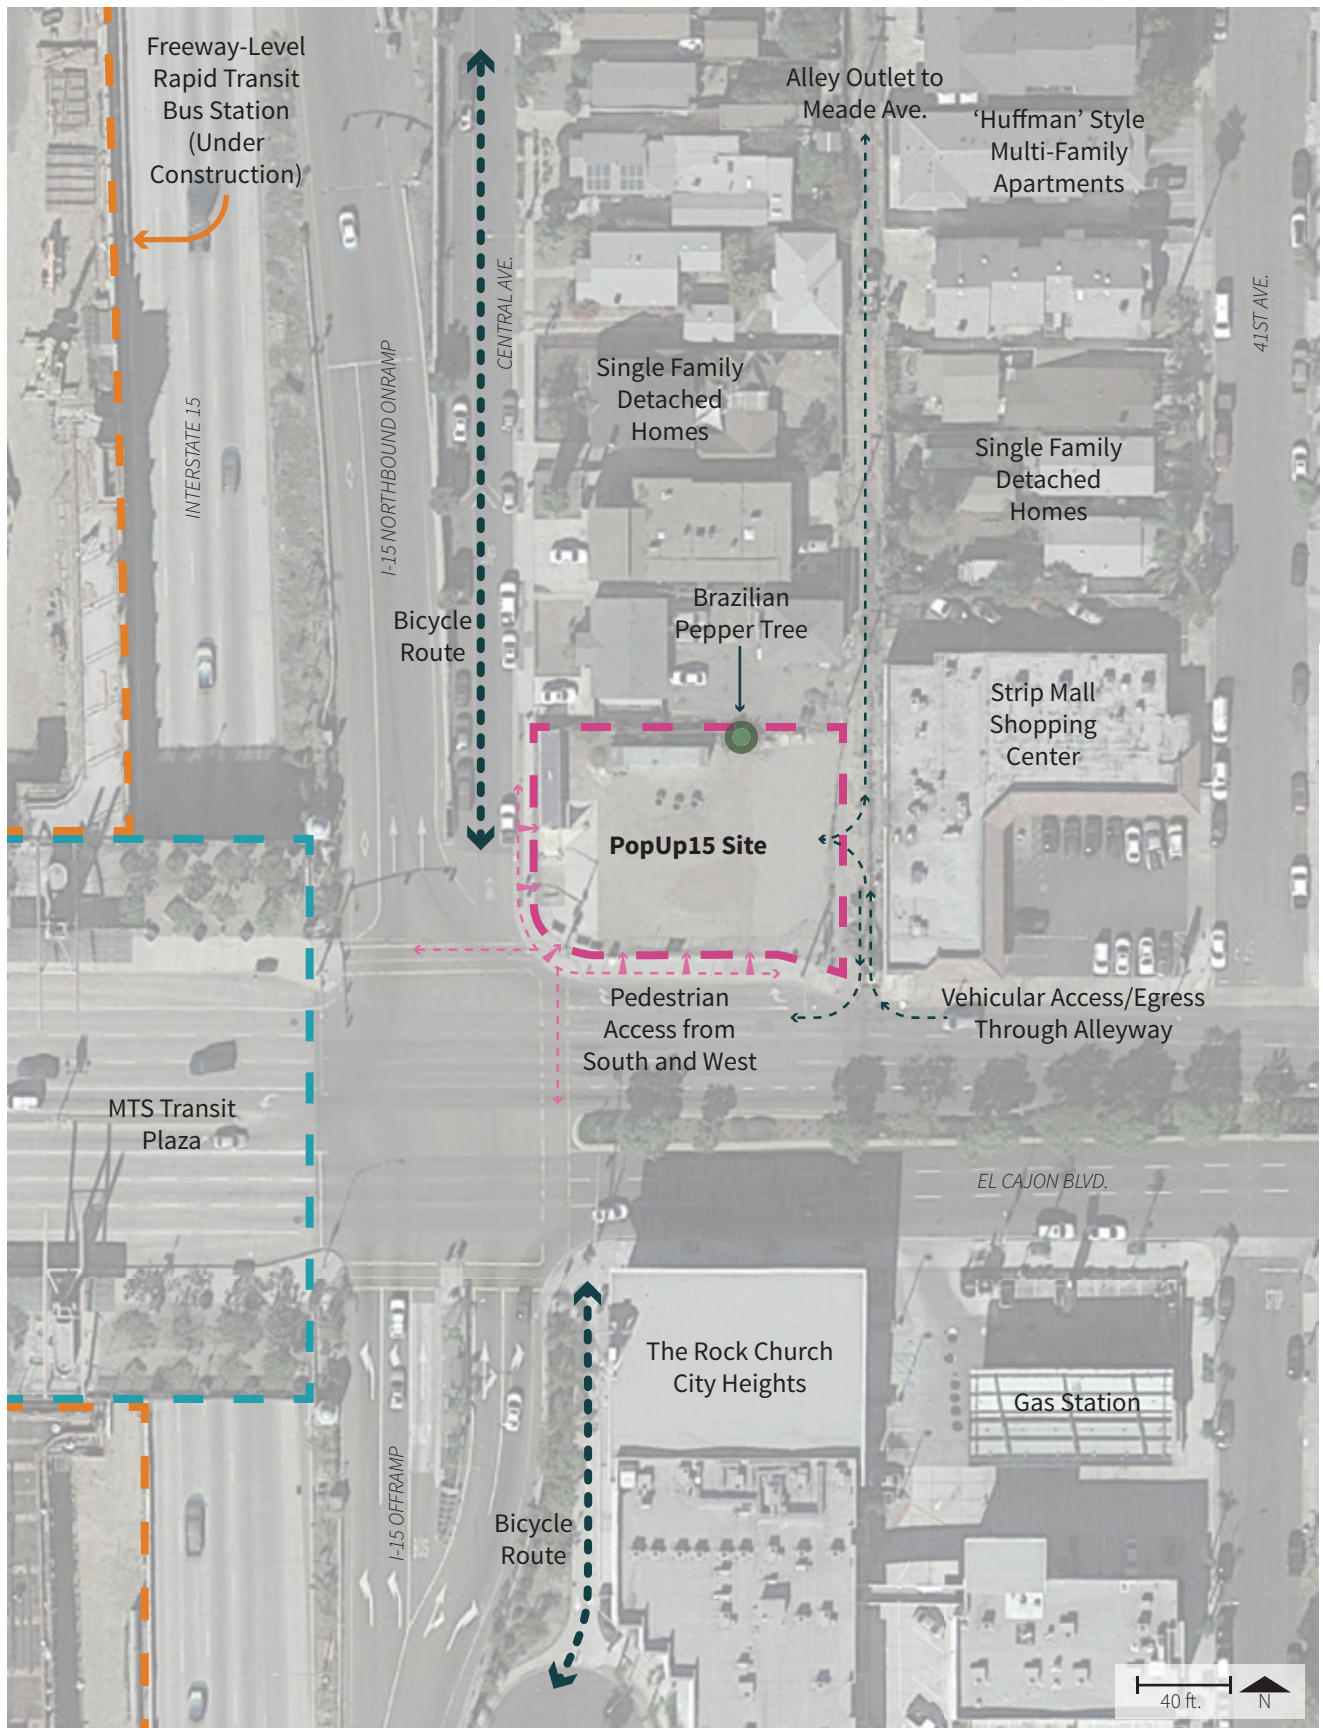 Freeway-Level
Rapid Transit
Bus Station
(Under
Construction)
Alley Outlet to
Meade Ave.
‘Huffman’ Style
Multi-Family
Apartments
CENTRAL AVE.
41ST AVE.
I-15 NORTHBOUND ONRAMP
INTERSTATE 15
Single Family
Detached
Homes
Single Family
Detached
Homes
Bicycle
Route
Brazilian
Pepper Tree
Strip Mall
Shopping
Center
PopUp15 Site
Pedestrian
Access from
South and West
Vehicular Access/Egress
Through Alleyway
MTS Transit
Plaza
EL CAJON BLVD.
The Rock Church
City Heights
Gas Station
I-15 OFFRAMP
Bicycle
Route
40 ft.
N